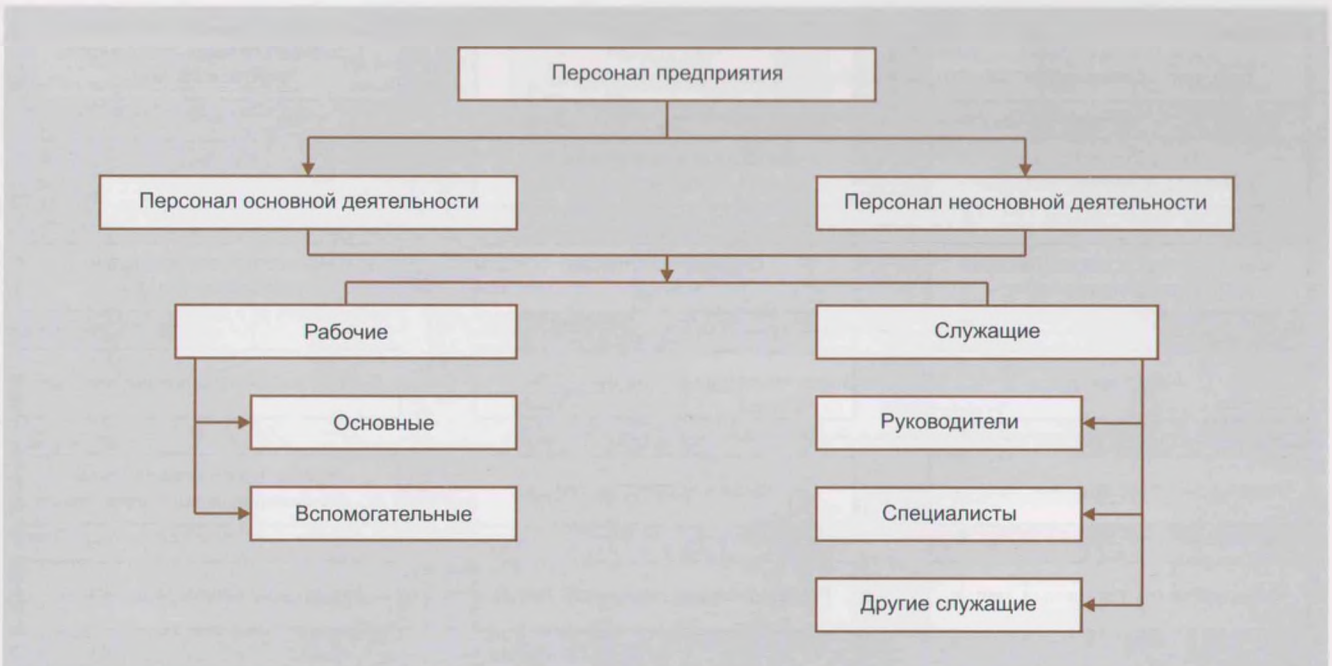 Персонал предприятия
Персонал основной деятельности
Персонал неосновной деятельности
Рабочие
Служащие
Основные
Руководители
Вспомогательные
Специалисты
Другие служащие